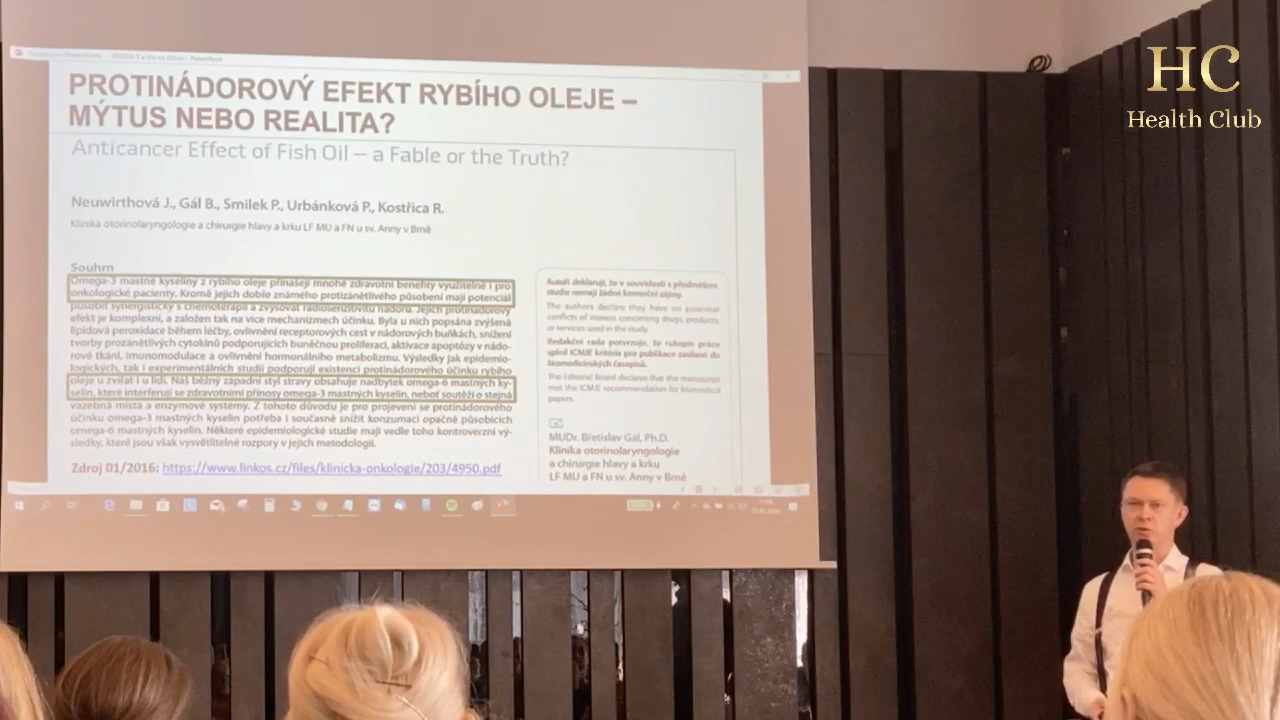 HC
Health Club
PROTINÁDOROVÝ EFEKT RYBÍHO OLEJE –
MÝTUS NEBO REALITA?
Anticancer Effect of Fish Oil – a Fable or the Truth?
Neuwirthová J., Gál B., Smilek P., Urbánková P., Kostřica R.
Klinika otorinolaryngologie a chirurgie hlavy a krku LF MU a FN u sv. Anny v Brně
Souhrn
Omega-3 mastné kyseliny z rybího oleje přinášejí mnohé zdravotní benefity využitelné i pro
onkologické pacienty. Kromě jejich dobře známého protizánětlivého působení mají potenciál
působit synergisticky s chemoterapií a zvyšovat radiosenzitivitu nádorů. Jejich protinádorový
efekt je komplexní, a založen tak na více mechanizmech účinku. Byla u nich popsána zvýšená
lipidová peroxidace během léčby, ovlivnění receptorových cest v nádorových buňkách, snížení
tvorby prozánětlivých cytokinů podporujících buněčnou proliferaci, aktivace apoptózy v nádo-
rové tkání, imunomodulace a ovlivnění hormonálního metabolizmu. Výsledky jak epidemio-
logických, tak i experimentálních studií podporují existenci protinádorového účinku rybího
oleje u zvířat i u lidí. Náš běžný západní styl stravy obsahuje nadbytek omega-6 mastných ky-
selin, které interferují se zdravotními přínosy omega-3 mastných kyselin, neboť soutěží o stejná
vazebná místa a enzymové systémy. Z tohoto důvodu je pro projevení se protinádorového
účinku omega-3 mastných kyselin potřeba i současně snížit konzumaci opačně působících
omega-6 mastných kyselin. Některé epidemiologické studie mají vedle toho kontroverzní vý-
sledky, které jsou však vysvětlitelné rozpory v jejich metodologii.
Zdroj 01/2016: https://www.linkos.cz/files/klinicka-onkologie/203/4950.pdf
Autoři deklarují, že v souvislosti s předmětem
studie nemají žádné komerční zájmy.
The authors declare they have no potential
conflicts of interest concerning drugs, products,
or services used in the study.
Redakční rada potvrzuje, že rukopis práce
splnil ICMJE kritéria pro publikace zasílané do
biomedicínských časopisů.
The Editorial Board declares that the manuscript
met the ICMJE recommendation for biomedical
papers.
MUDr. Břetislav Gál, Ph.D.
Klinika otorinolaryngologie
a chirurgie hlavy a krku
LF MU a FN u sv. Anny v Brně